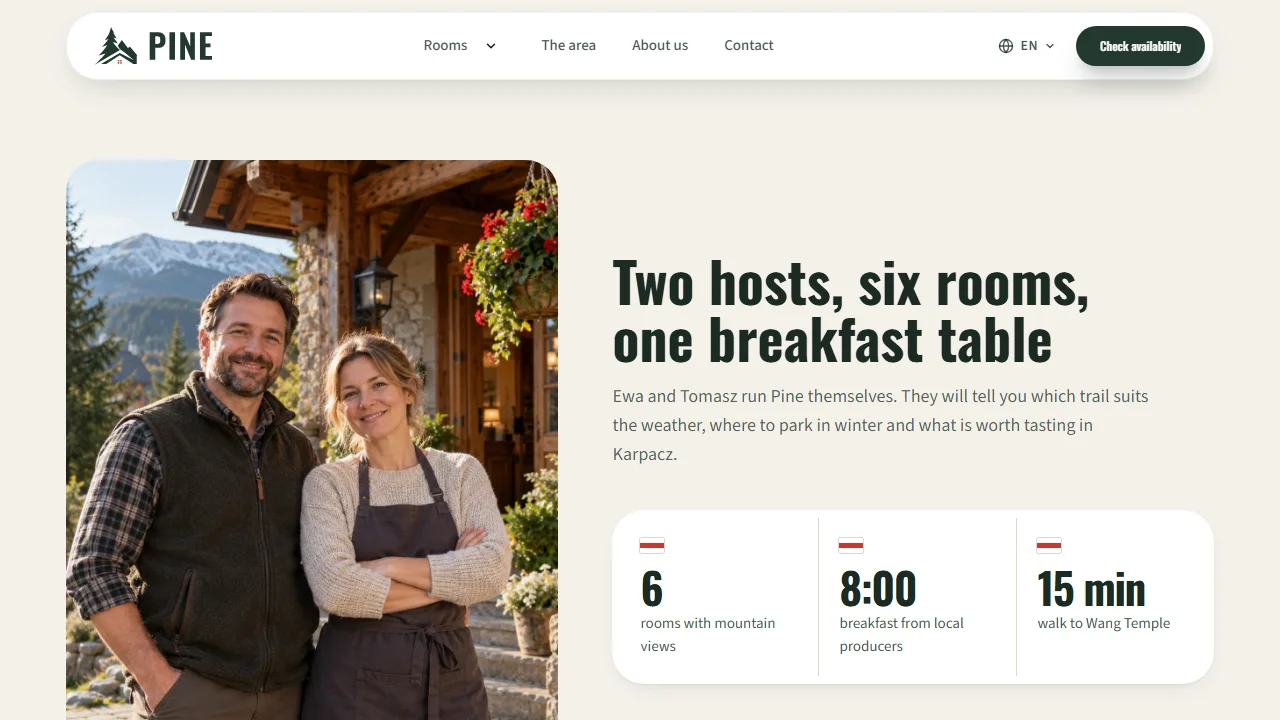 PINE
Rooms
The area
About us
Contact
EN
Check availability
Two hosts, six rooms,
one breakfast table
Ewa and Tomasz run Pine themselves. They will tell you which trail suits
the weather, where to park in winter and what is worth tasting in
Karpacz.
6
rooms with mountain
views
8:00
breakfast from local
producers
15 min
walk to Wang Temple